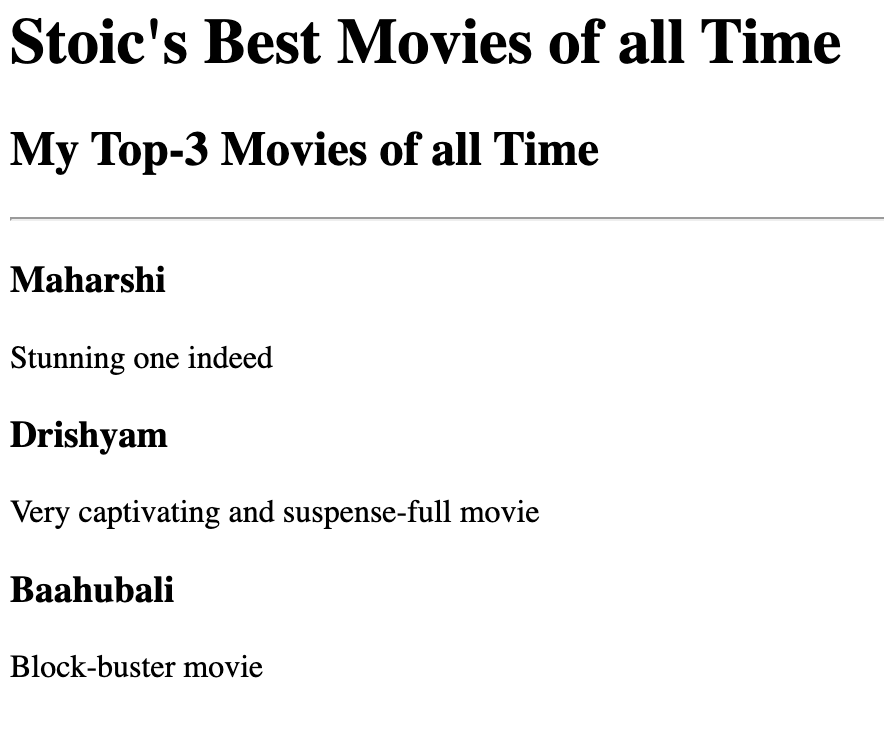 Stoic's Best Movies of all Time
My Top-3 Movies of all Time
Maharshi
Stunning one indeed
Drishyam
Very captivating and suspense-full movie
Baahubali
Block-buster movie